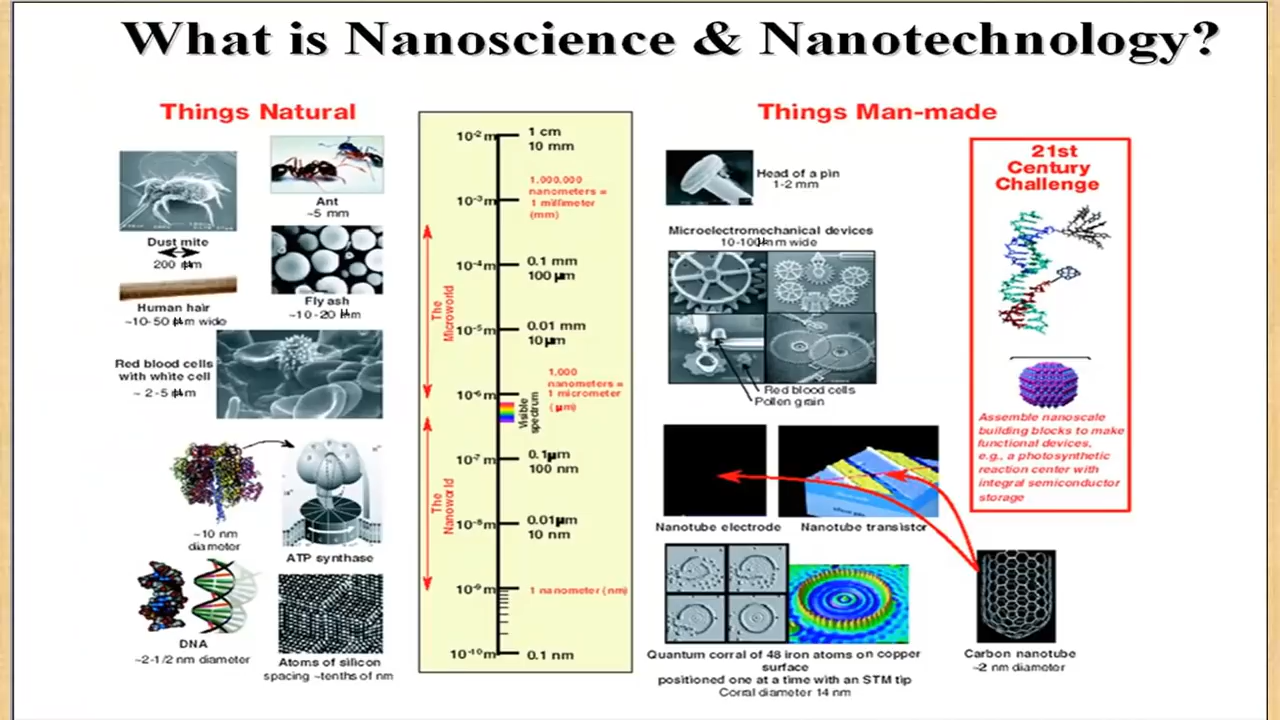 What is Nanoscience & Nanotechnology?
Things Natural
Ant
~5 mm
Dust mite
200 μm
Human hair
~10-50 μm wide
Fly ash
~10-20 μm
Red blood cells
with white cell
~ 2-5 μm
~10 nm
diameter
ATP synthase
DNA
~2-1/2 nm diameter
Atoms of silicon
spacing ~tenths of nm
10⁻² m
1 cm
10 mm
1,000,000
nanometers =
1 millimeter
(mm)
10⁻³ m
10⁻⁴ m
0.1 mm
100 μm
The
Microworld
10⁻⁵ m
0.01 mm
10 μm
1,000
nanometers =
1 micrometer
(μm)
10⁻⁶ m
Visible
spectrum
10⁻⁷ m
0.1 μm
100 nm
The
Nanoworld
10⁻⁸ m
0.01 μm
10 nm
10⁻⁹ m
1 nanometer (nm)
10⁻¹⁰ m
0.1 nm
Things Man-made
Head of a pin
1-2 mm
Microelectromechanical devices
10-100 μm wide
Red blood cells
Pollen grain
Nanotube electrode
Nanotube transistor
Quantum corral of 48 iron atoms on copper
surface
positioned one at a time with an STM tip
Corral diameter 14 nm
Carbon nanotube
~2 nm diameter
21st
Century
Challenge
Assemble nanoscale
building blocks to make
functional devices,
e.g., a photosynthetic
reaction center with
integral semiconductor
storage